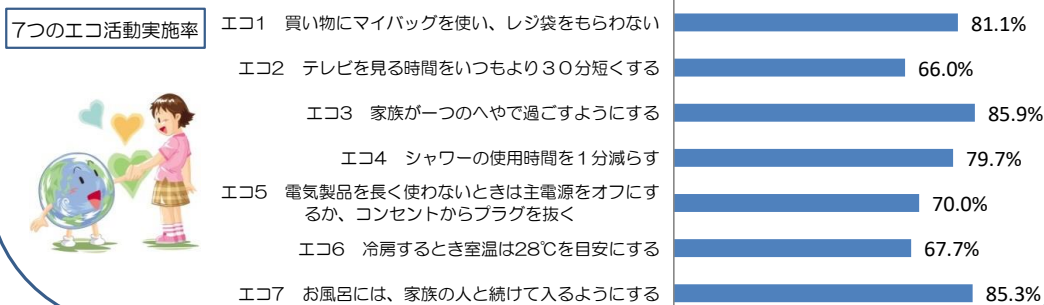 7つのエコ活動実施率
エコ1　買い物にマイバッグを使い、レジ袋をもらわない 81.1%
エコ2　テレビを見る時間をいつもより３０分短くする 66.0%
エコ3　家族が一つのへやで過ごすようにする 85.9%
エコ4　シャワーの使用時間を１分減らす 79.7%
エコ5　電気製品を長く使わないときは主電源をオフにす
るか、コンセントからプラグを抜く 70.0%
エコ6　冷房するとき室温は28℃を目安にする 67.7%
エコ7　お風呂には、家族の人と続けて入るようにする 85.3%